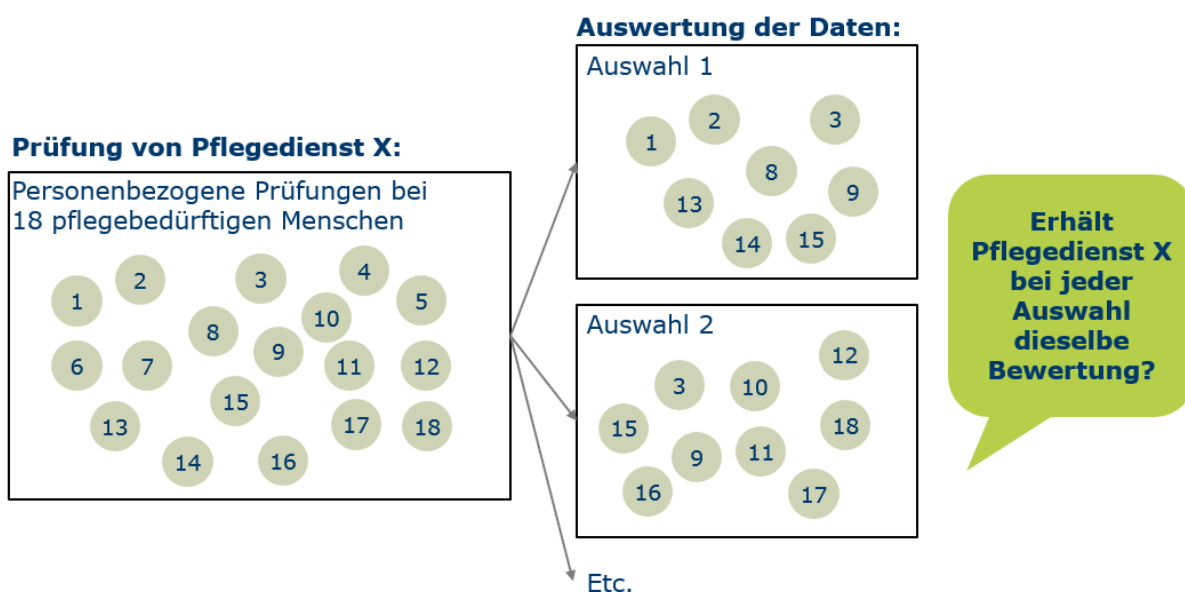 Prüfung von Pflegedienst X:
Personenbezogene Prüfungen bei
18 pflegebedürftigen Menschen
1
2
3
4
5
6
7
8
9
10
11
12
13
14
15
16
17
18
Auswertung der Daten:
Auswahl 1
1
2
3
8
9
13
14
15
Auswahl 2
12
3
10
15
18
9
11
16
17
Etc.
Erhält
Pflegedienst X
bei jeder
Auswahl
dieselbe
Bewertung?